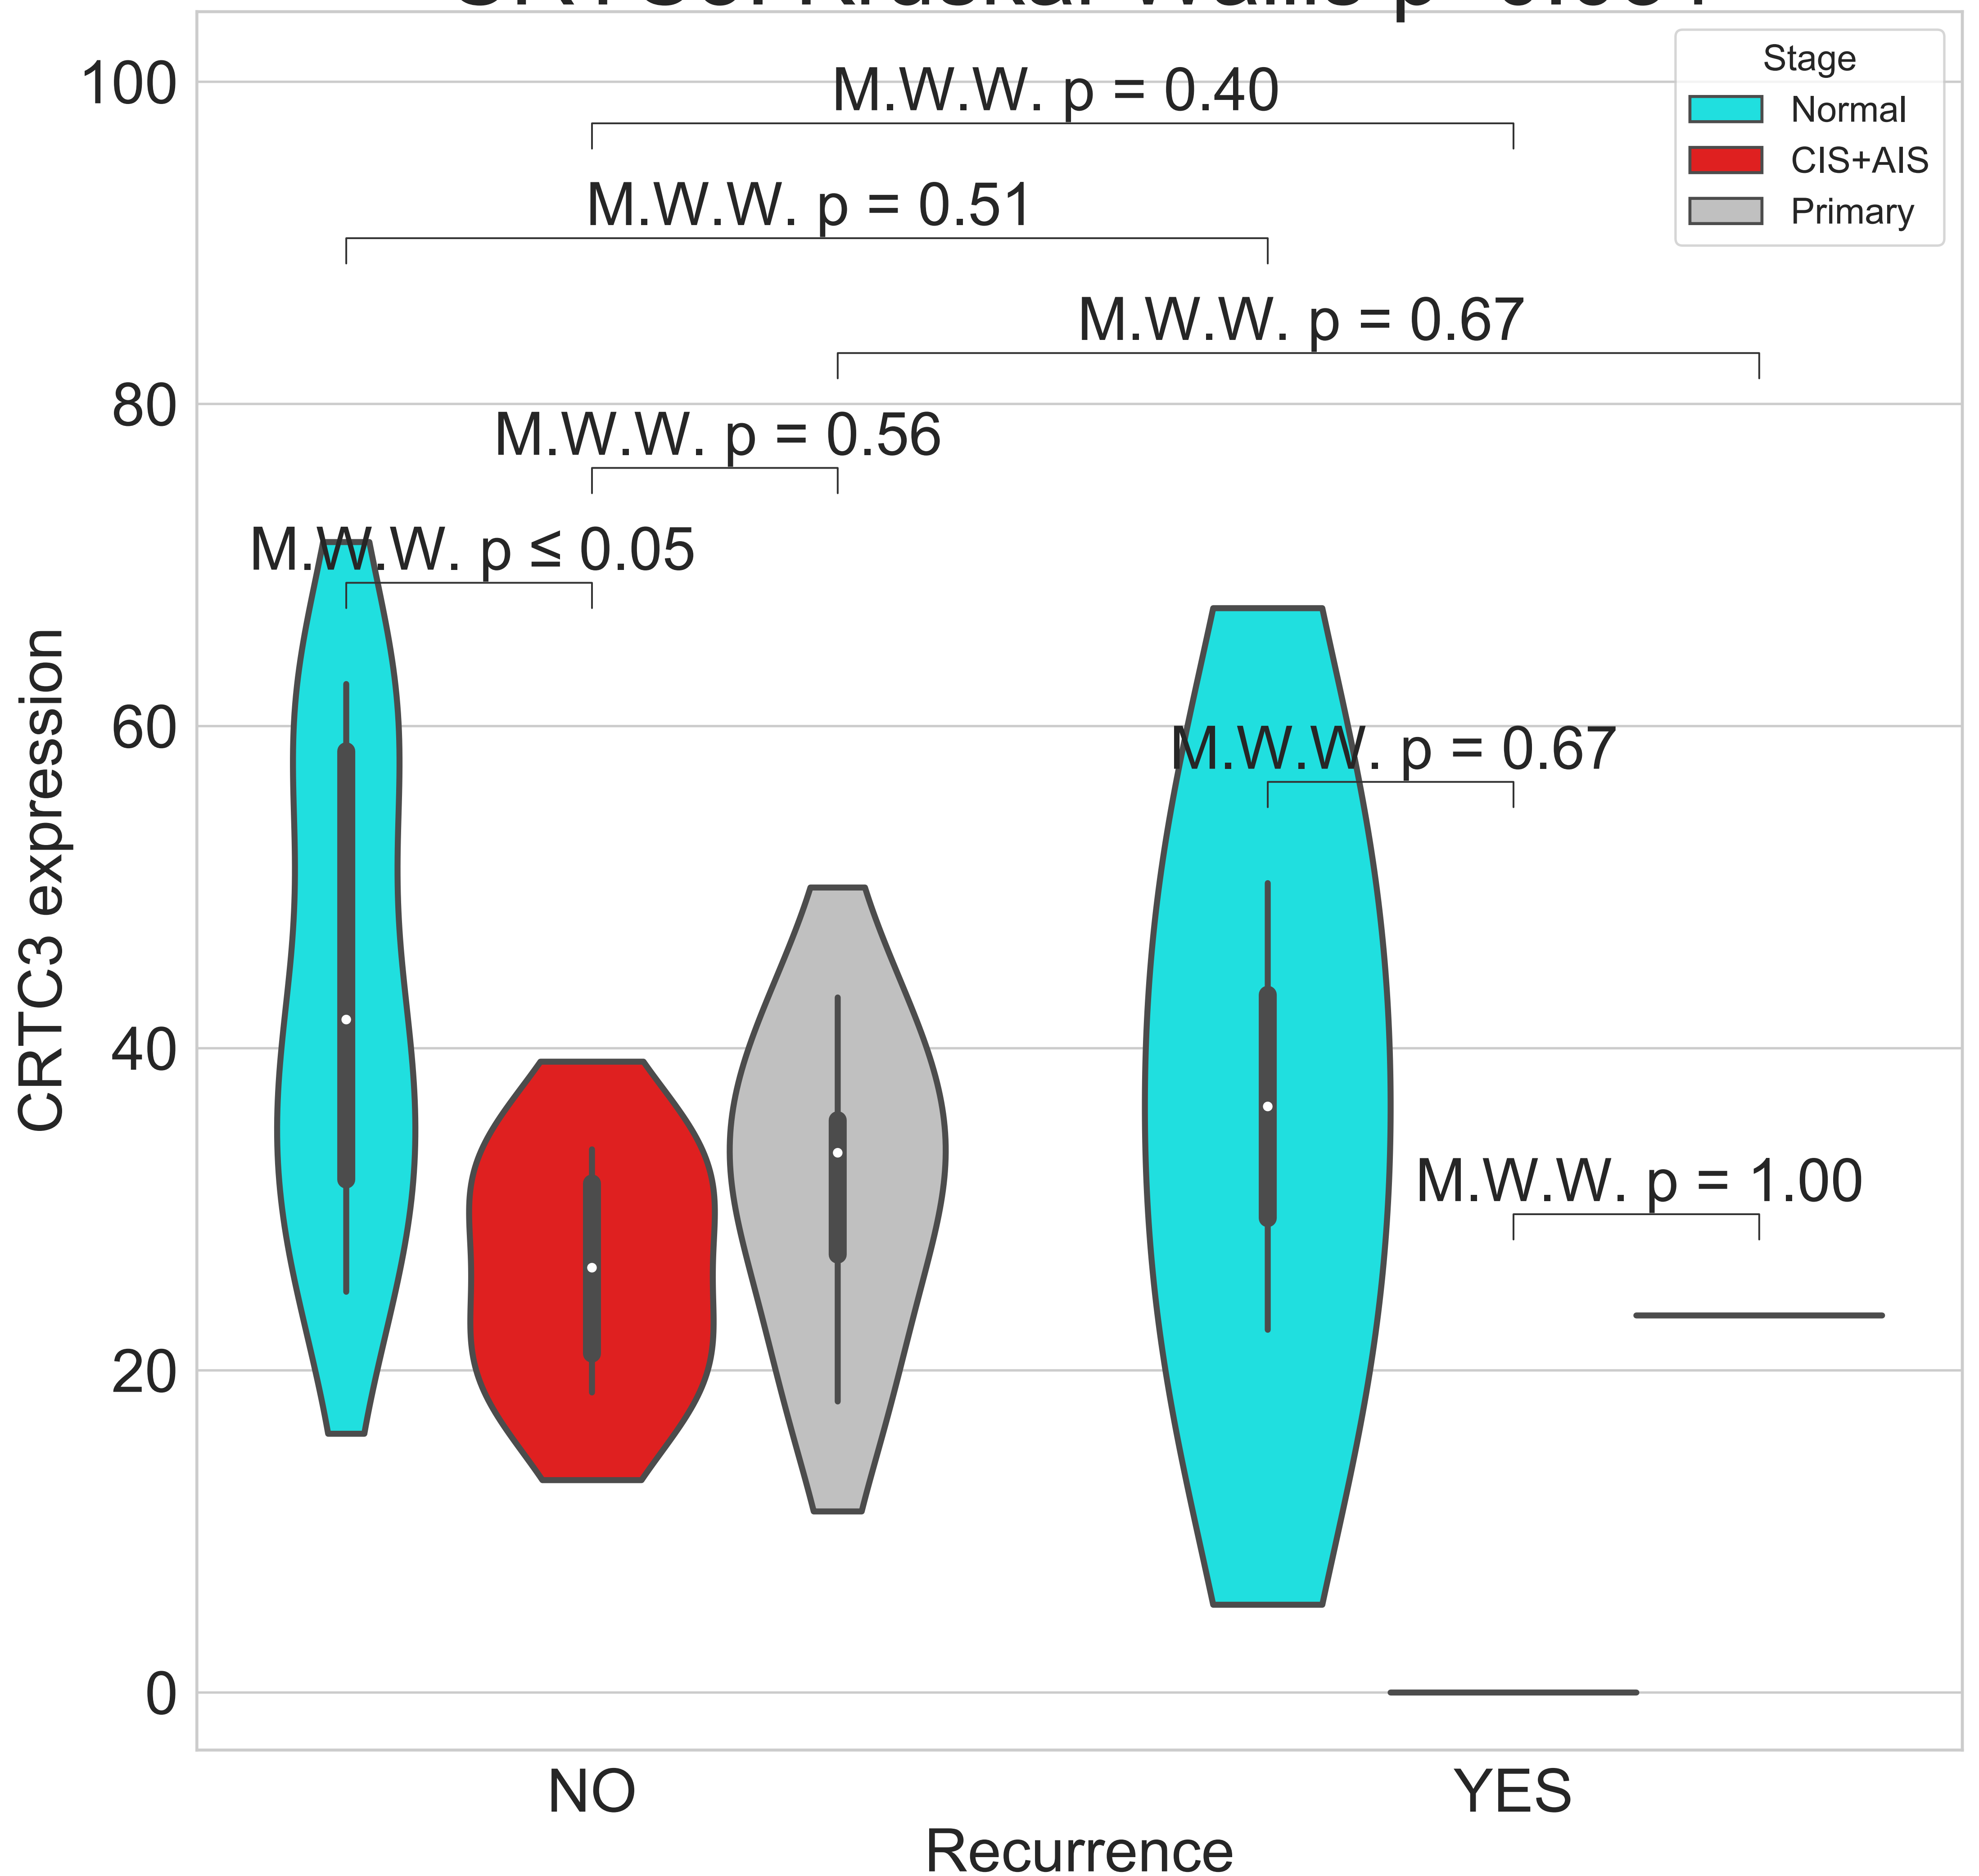 Stage
Normal
CIS+AIS
Primary
M.W.W. p = 0.40
M.W.W. p = 0.51
M.W.W. p = 0.67
M.W.W. p = 0.56
M.W.W. p ≤ 0.05
M.W.W. p = 0.67
M.W.W. p = 1.00
100
80
60
40
20
0
CRTC3 expression
NO
YES
Recurrence